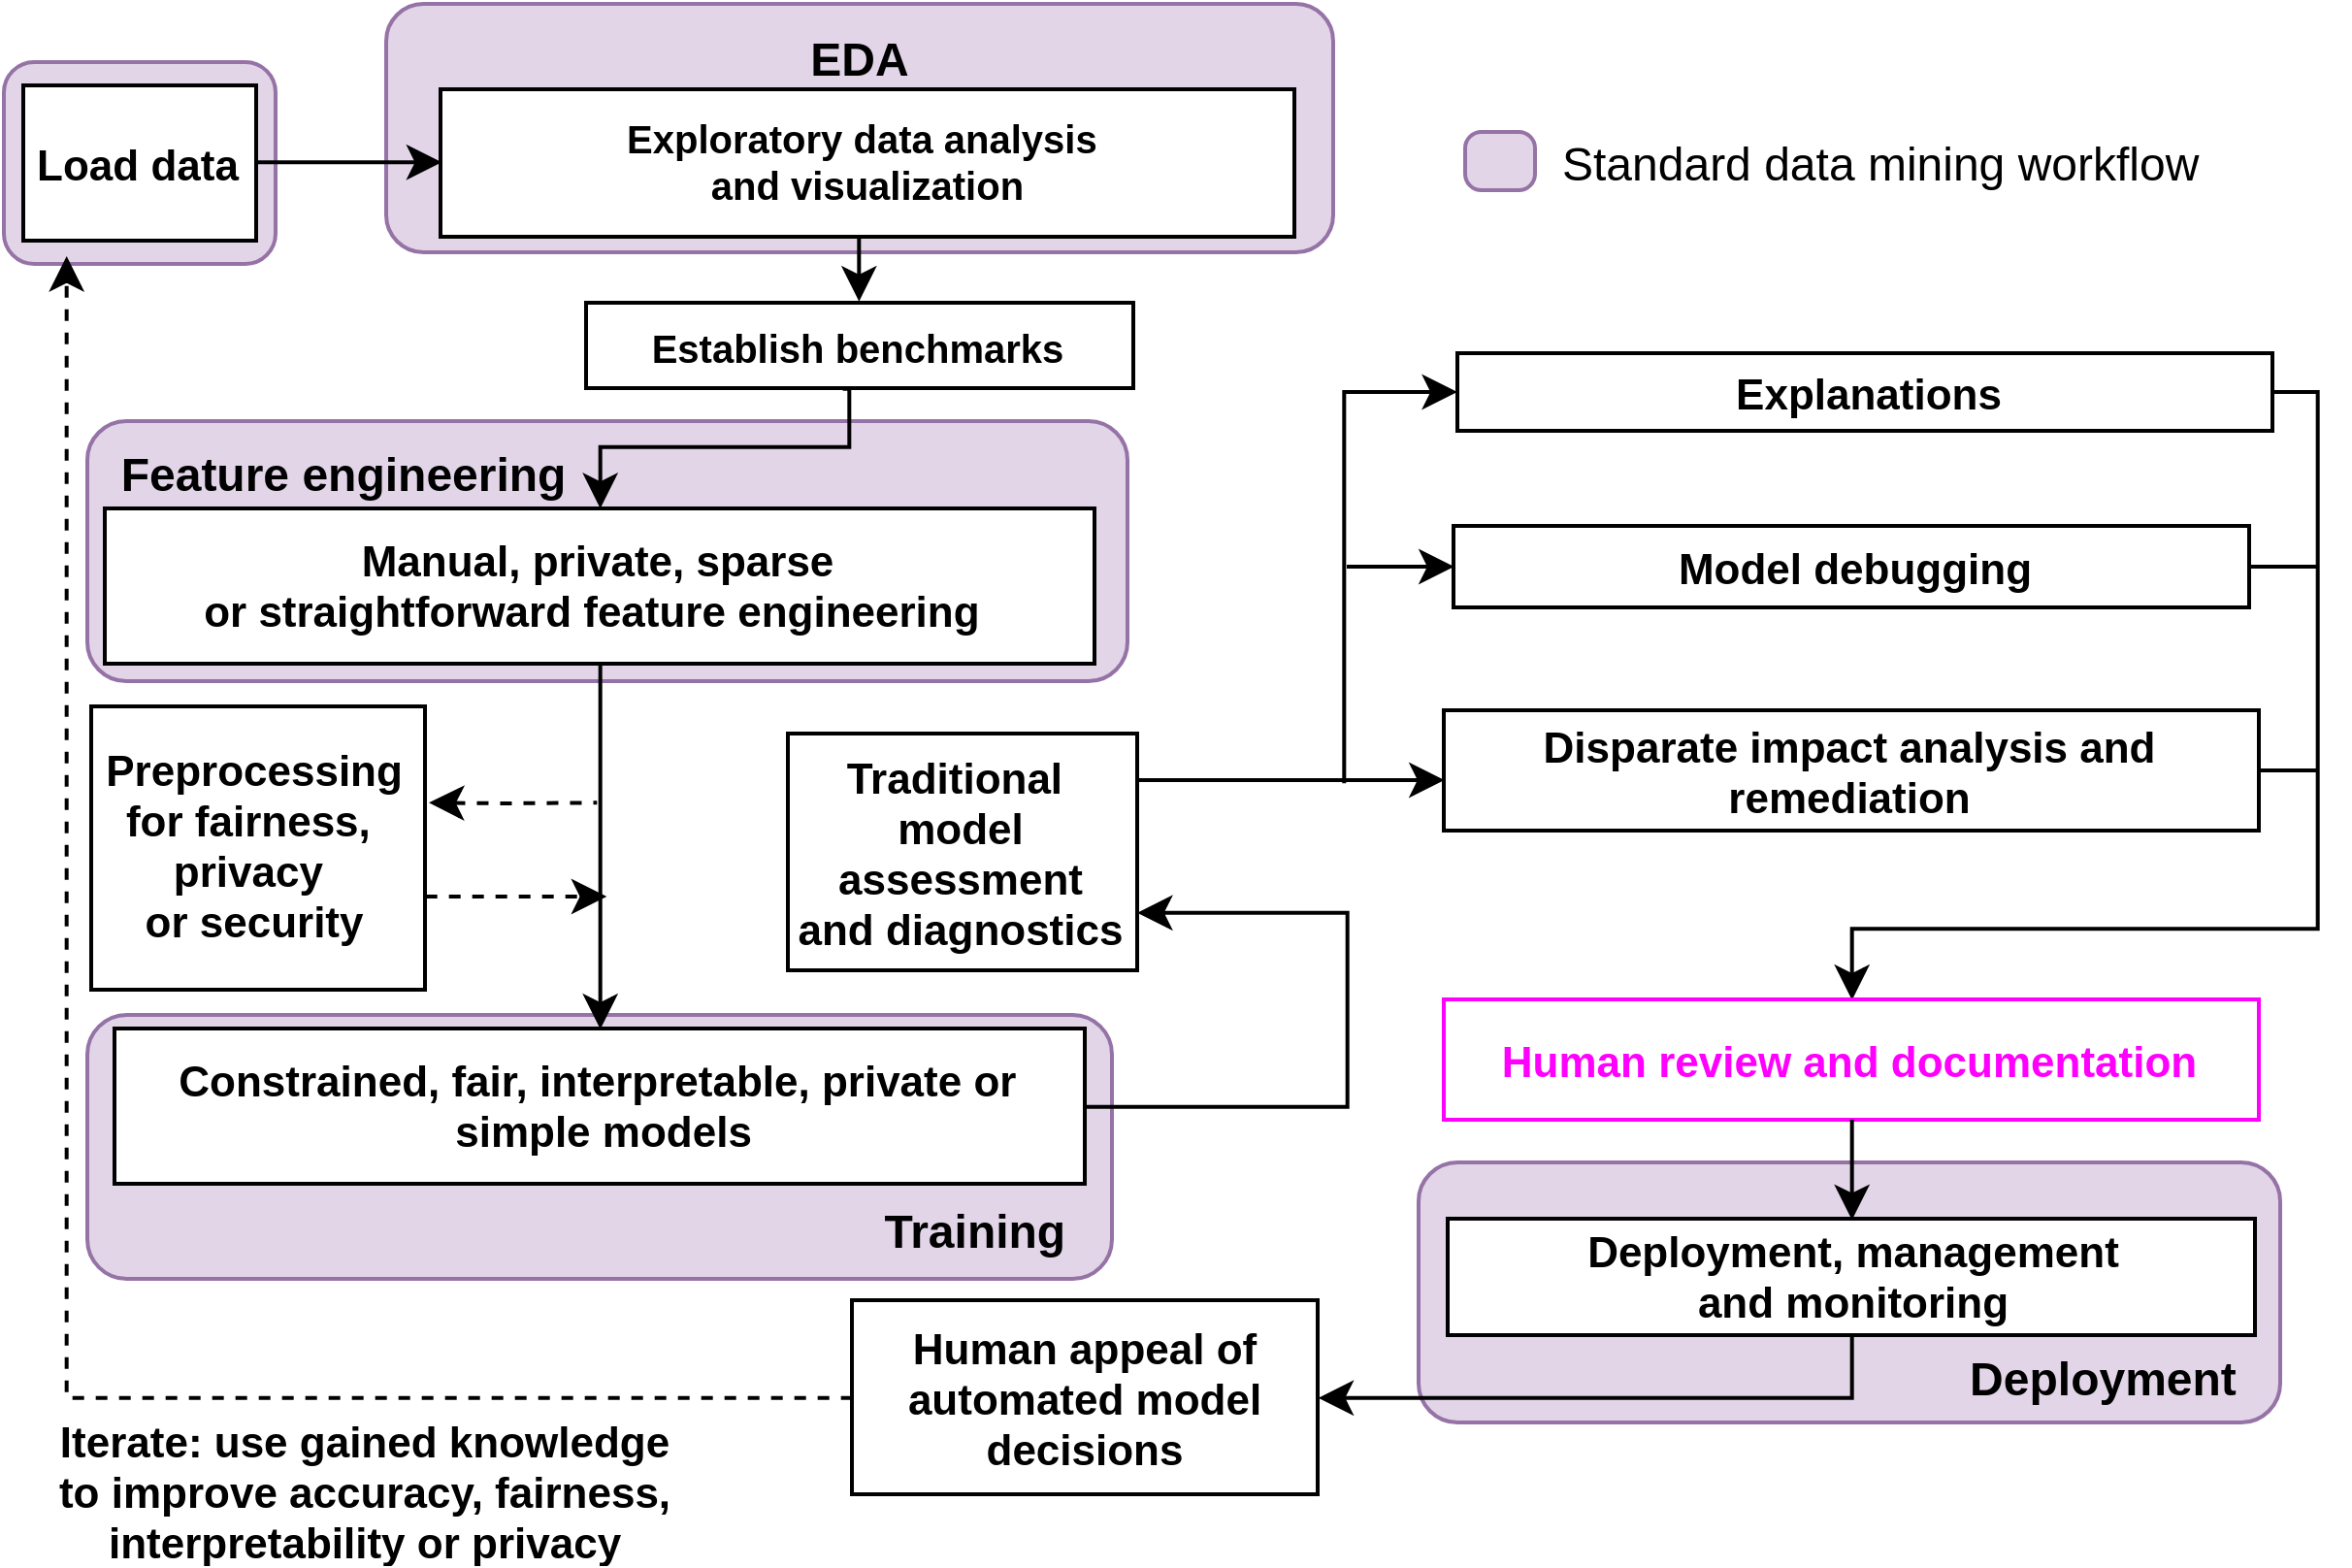 EDA
Load data
Exploratory data analysis
and visualization
Standard data mining workflow
Establish benchmarks
Explanations
Feature engineering
Manual, private, sparse
or straightforward feature engineering
Model debugging
Preprocessing
for fairness,
privacy
or security
Traditional
model
assessment
and diagnostics
Disparate impact analysis and
remediation
Human review and documentation
Constrained, fair, interpretable, private or
simple models
Training
Deployment, management
and monitoring
Deployment
Human appeal of
automated model
decisions
Iterate: use gained knowledge
to improve accuracy, fairness,
interpretability or privacy